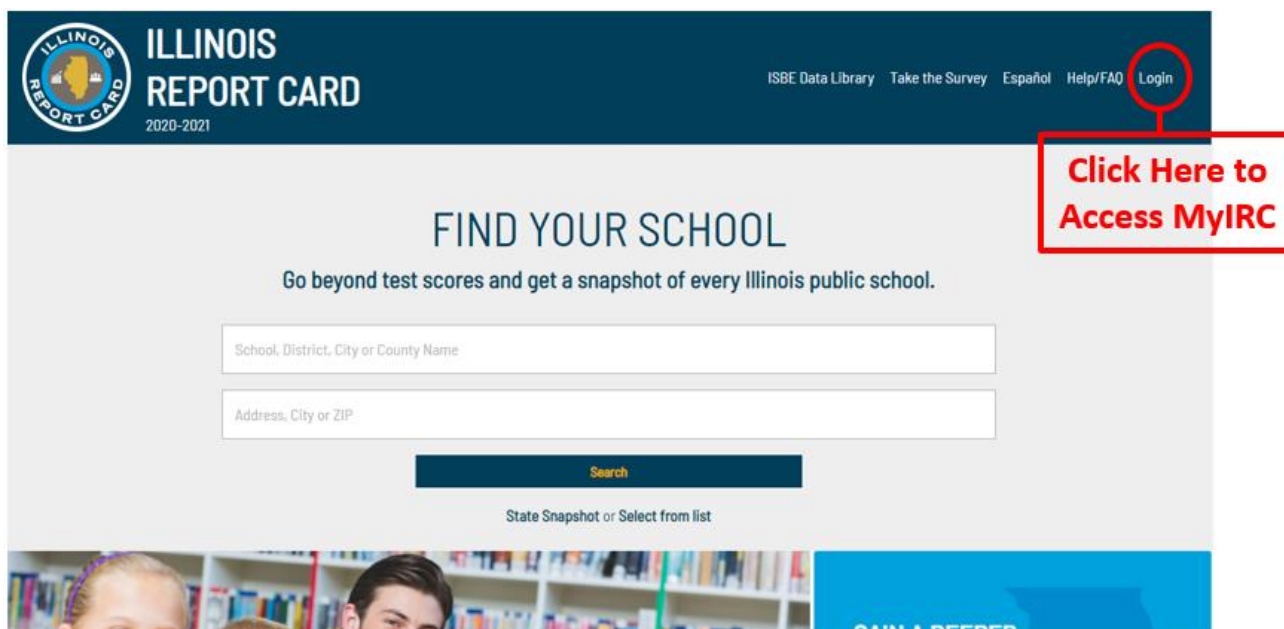 ILLINOIS
REPORT CARD
ILLINOIS
REPORT CARD
2020-2021
ISBE Data Library Take the Survey Español Help/FAQ Login
Click Here to
Access MyIRC
FIND YOUR SCHOOL
Go beyond test scores and get a snapshot of every Illinois public school.
School, District, City or County Name
Address, City or ZIP
Search
State Snapshot or Select from list
GAIN A DEEPER